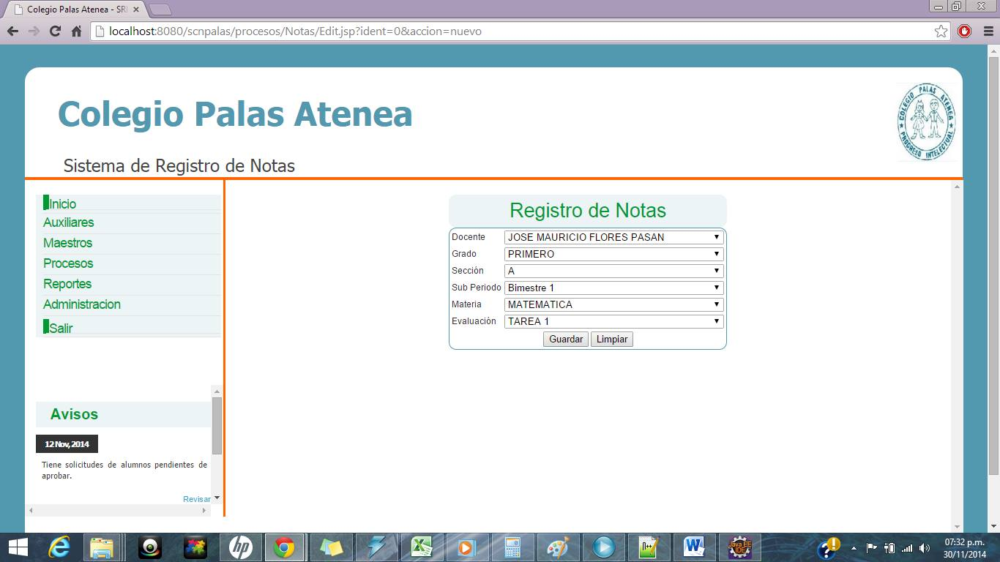 Colegio Palas Atenea - SR
localhost:8080/scnpalas/procesos/Notas/Edit.jsp?ident=0&accion=nuevo
Colegio Palas Atenea
COLEGIO PALAS ATENEA
PROGRESO INTELECTUAL
Sistema de Registro de Notas
Inicio
Auxiliares
Maestros
Procesos
Reportes
Administracion
Salir
Registro de Notas
Docente JOSE MAURICIO FLORES PASAN
Grado PRIMERO
Sección A
Sub Periodo Bimestre 1
Materia MATEMATICA
Evaluación TAREA 1
Guardar Limpiar
Avisos
12 Nov, 2014
Tiene solicitudes de alumnos pendientes de
aprobar.
Revisar
hp
Java EE
IDE
07:32 p.m.
30/11/2014